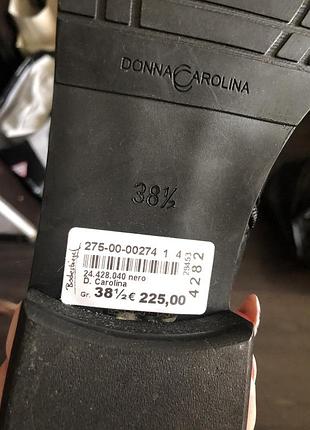 DONNA CAROLINA
38½
275-00-00274 1 4
24.428.040 nero
D. Carolina
Gr. 38½ € 225,00
29453
4282